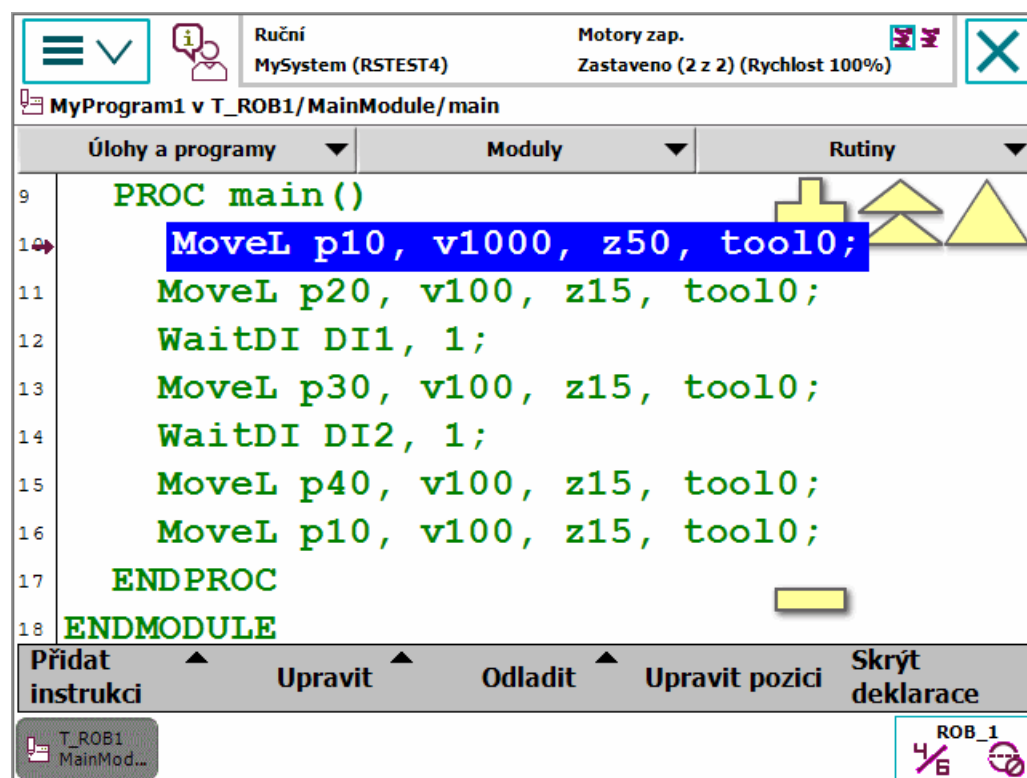 Ruční
MySystem (RSTEST4)
Motory zap.
Zastaveno (2 z 2) (Rychlost 100%)
MyProgram1 v T_ROB1/MainModule/main
Úlohy a programy
Moduly
Rutiny
9 PROC main()
10 MoveL p10, v1000, z50, tool0;
11 MoveL p20, v100, z15, tool0;
12 WaitDI DI1, 1;
13 MoveL p30, v100, z15, tool0;
14 WaitDI DI2, 1;
15 MoveL p40, v100, z15, tool0;
16 MoveL p10, v100, z15, tool0;
17 ENDPROC
18 ENDMODULE
Přidat
instrukci
Upravit
Odladit
Upravit pozici
Skrýt
deklarace
T_ROB1
MainMod...
ROB_1